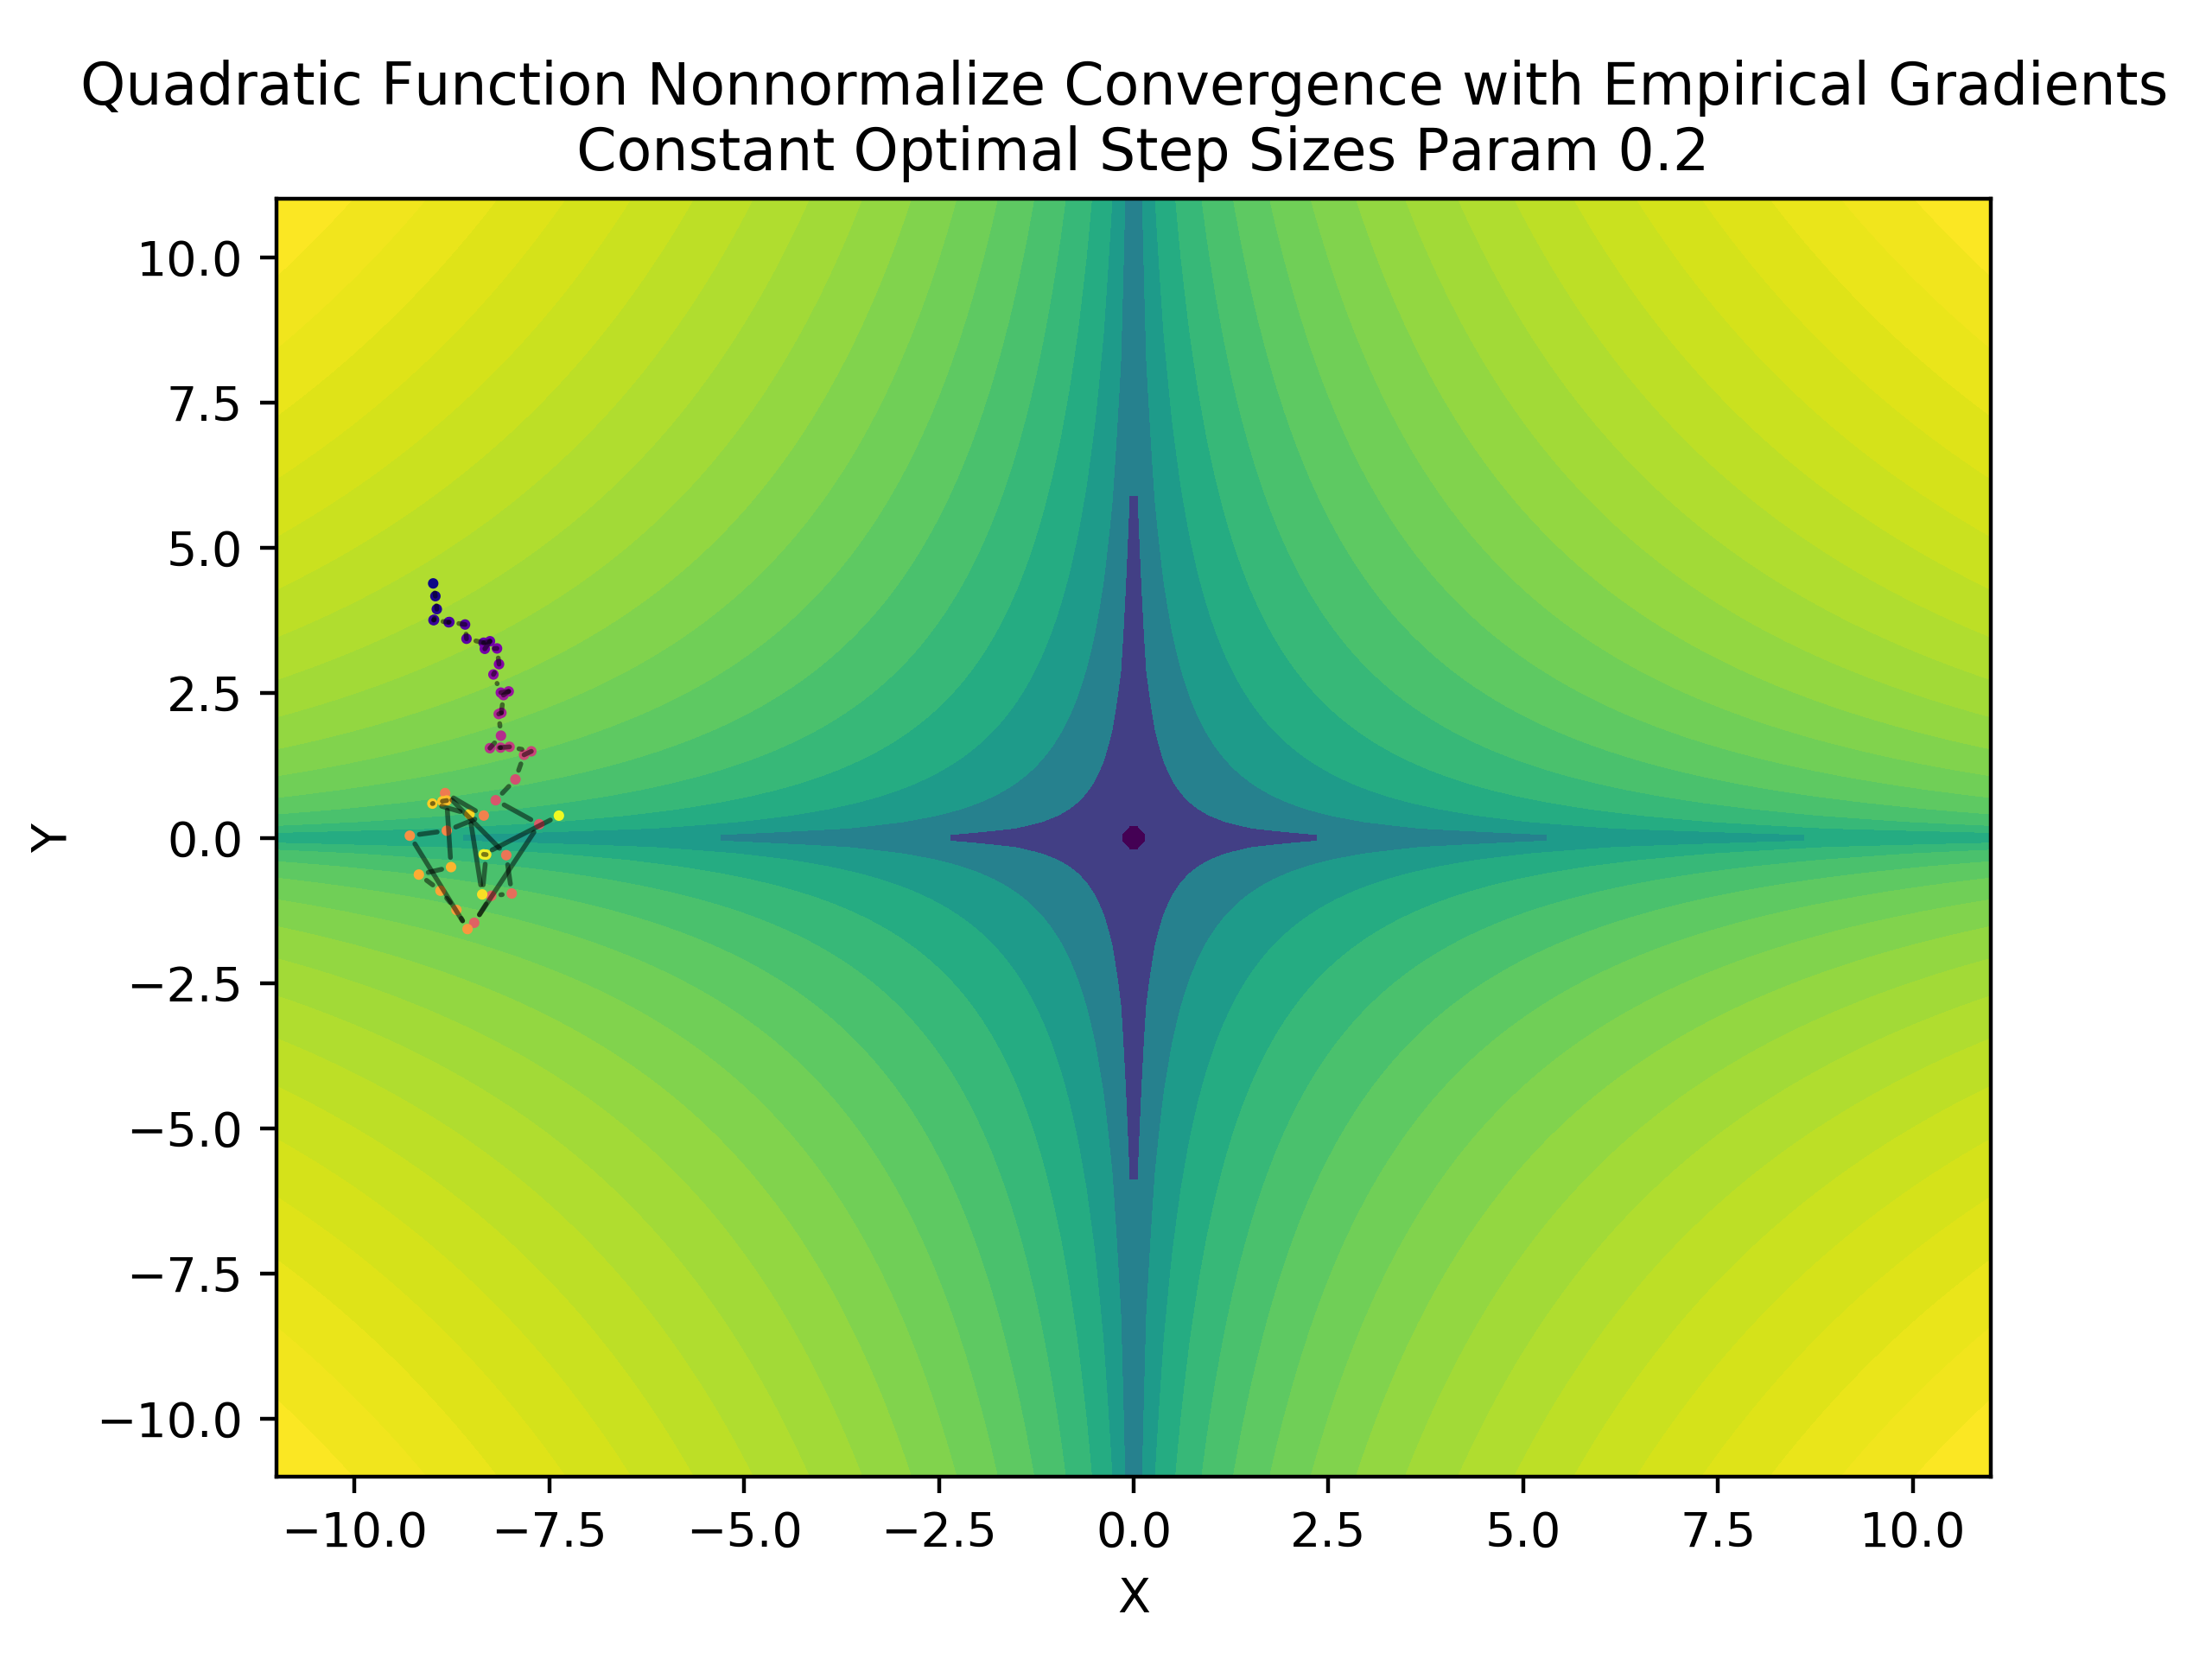 Quadratic Function Nonnormalize Convergence with Empirical Gradients
Constant Optimal Step Sizes Param 0.2
10.0
7.5
5.0
2.5
0.0
−2.5
−5.0
−7.5
−10.0
Y
−10.0 −7.5 −5.0 −2.5 0.0 2.5 5.0 7.5 10.0
X